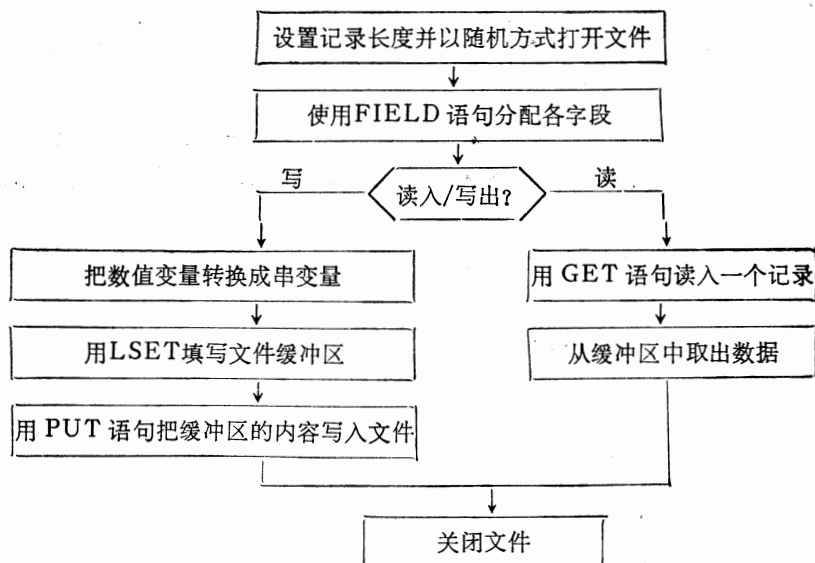 设置记录长度并以随机方式打开文件
使用FIELD 语句分配各字段
写
读入/写出?
读
把数值变量转换成串变量
用 GET 语句读入一个记录
用LSET填写文件缓冲区
从缓冲区中取出数据
用 PUT 语句把缓冲区的内容写入文件
关闭文件